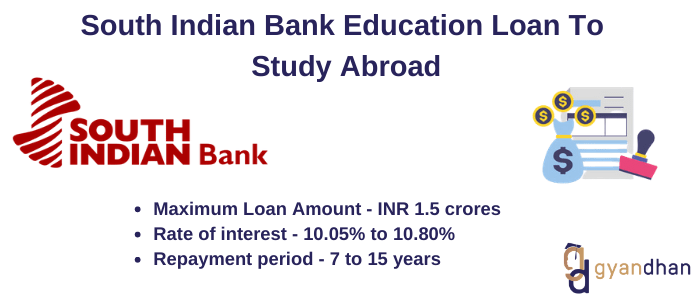 South Indian Bank Education Loan To
Study Abroad
SOUTH
INDIAN Bank
$ $ $
$
• Maximum Loan Amount - INR 1.5 crores
• Rate of interest - 10.05% to 10.80%
• Repayment period - 7 to 15 years
gd gyandhan